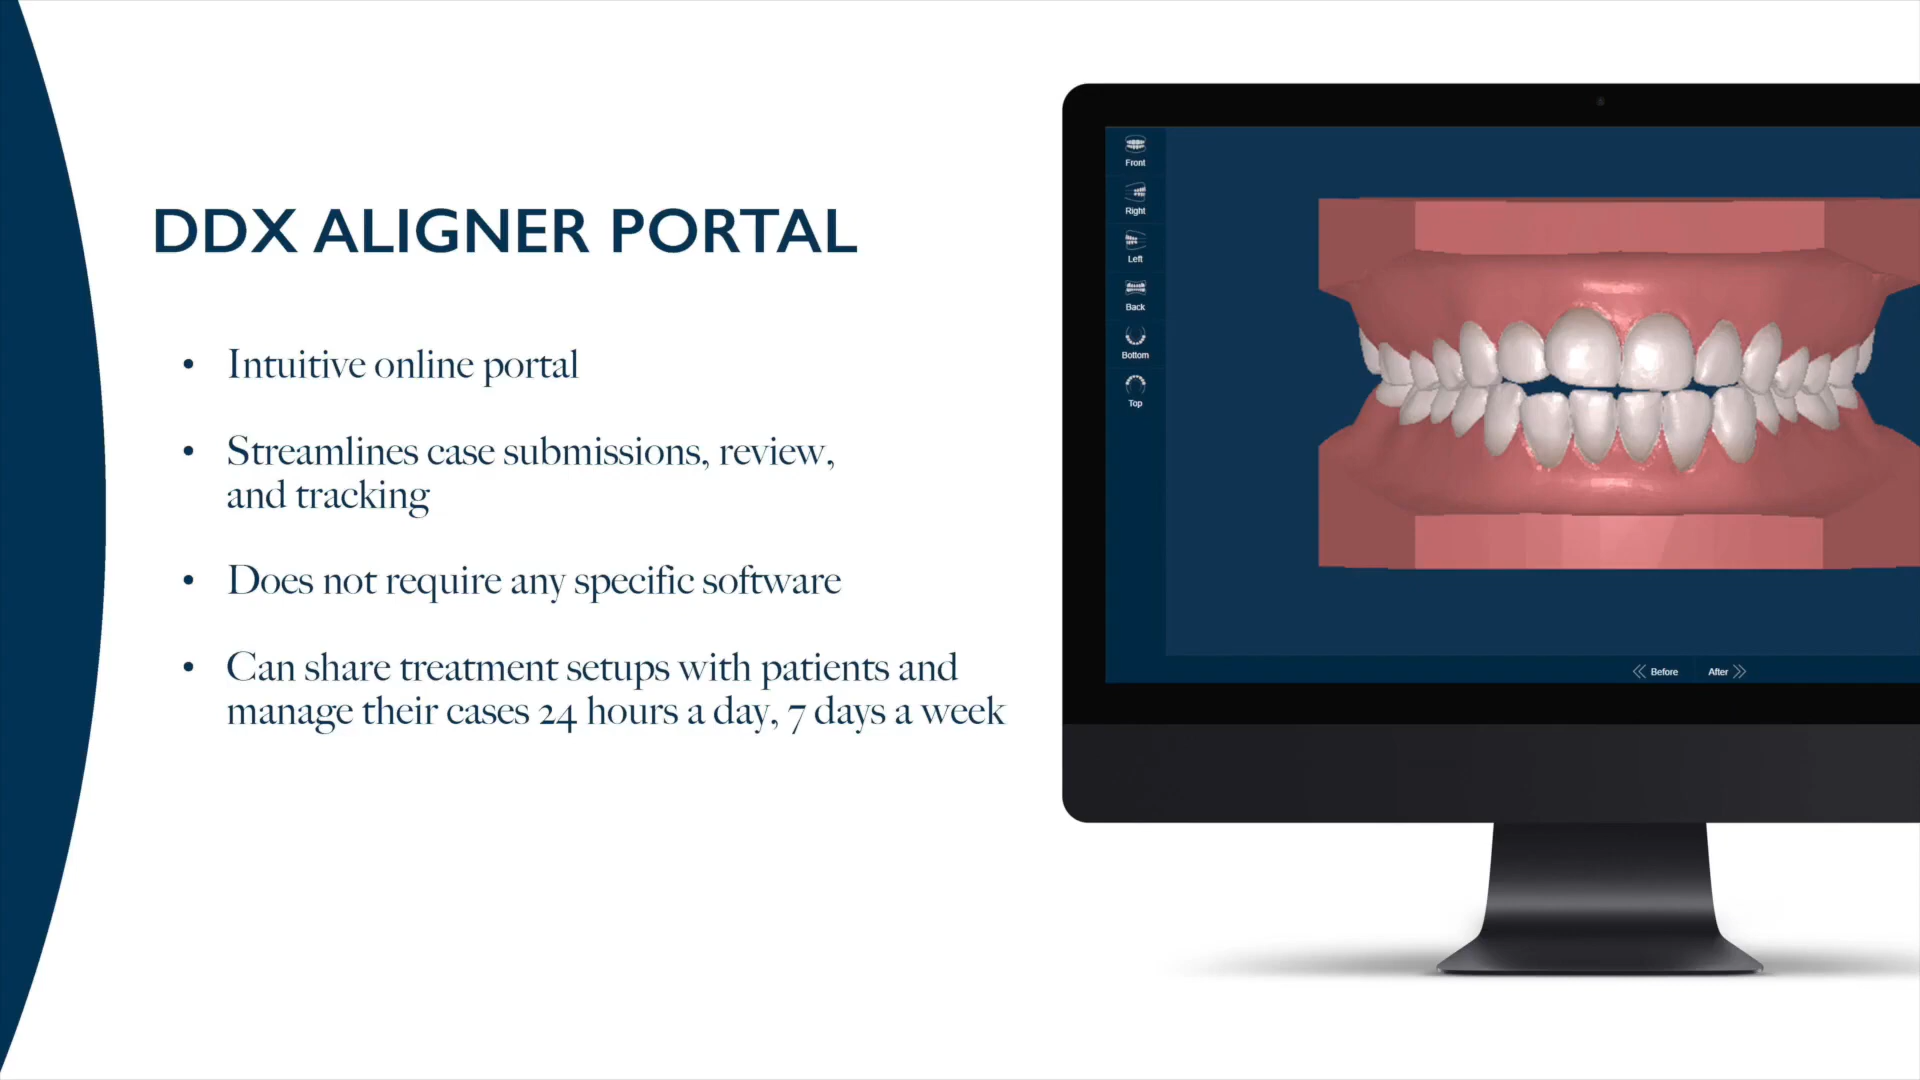 DDX ALIGNER PORTAL
• Intuitive online portal
• Streamlines case submissions, review,
and tracking
• Does not require any specific software
• Can share treatment setups with patients and
manage their cases 24 hours a day, 7 days a week
Front
Right
Left
Back
Bottom
Top
Before After